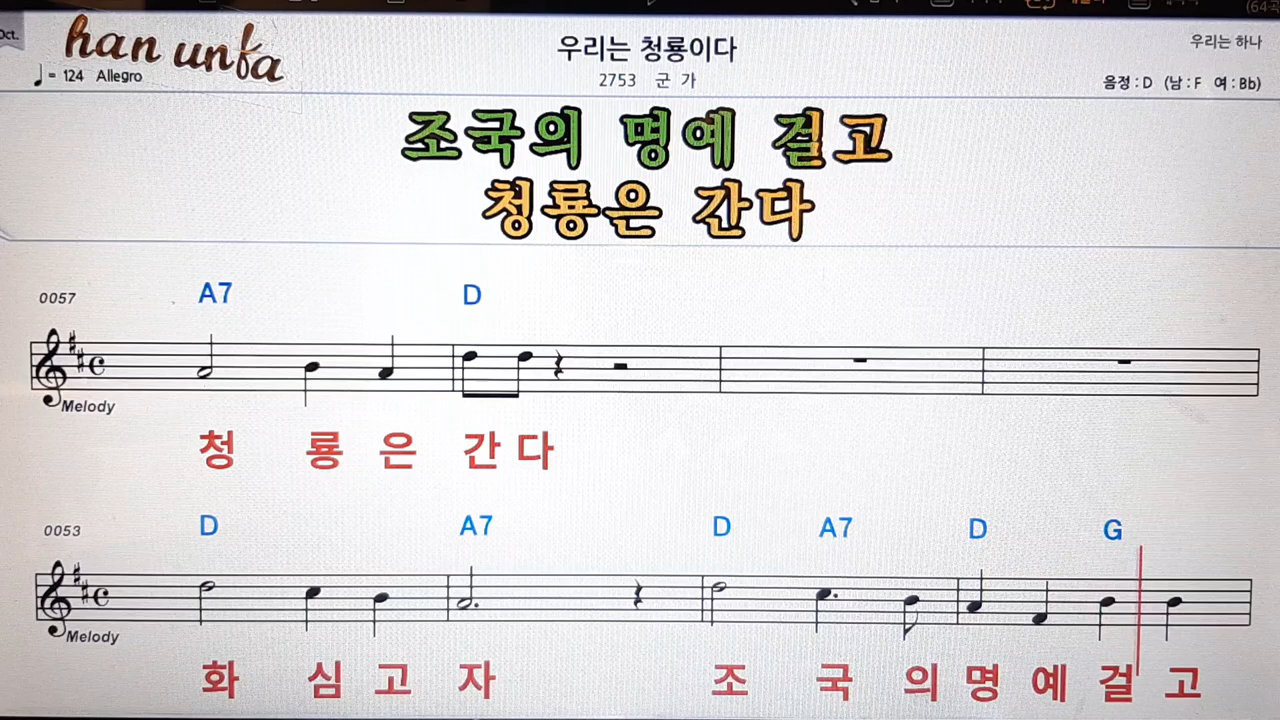 Oct.
han unfa
우리는 청룡이다
우리는 하나
= 124 Allegro
2753 군 가
음정 : D (남 : F 여 : Bb)
조국의 명예 걸고
청룡은 간다
0057 A7 D
Melody
청 룡 은 간 다
0053 D A7 D A7 D G
Melody
화 심 고 자 조 국 의 명 예 걸 고